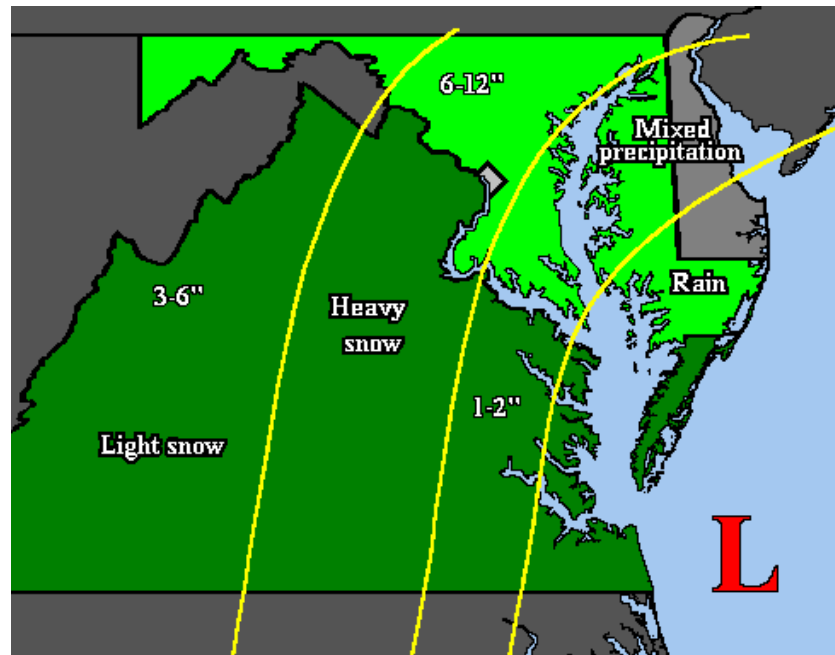 6-12"
Mixed
precipitation
3-6"
Rain
Heavy
snow
1-2"
Light snow
L